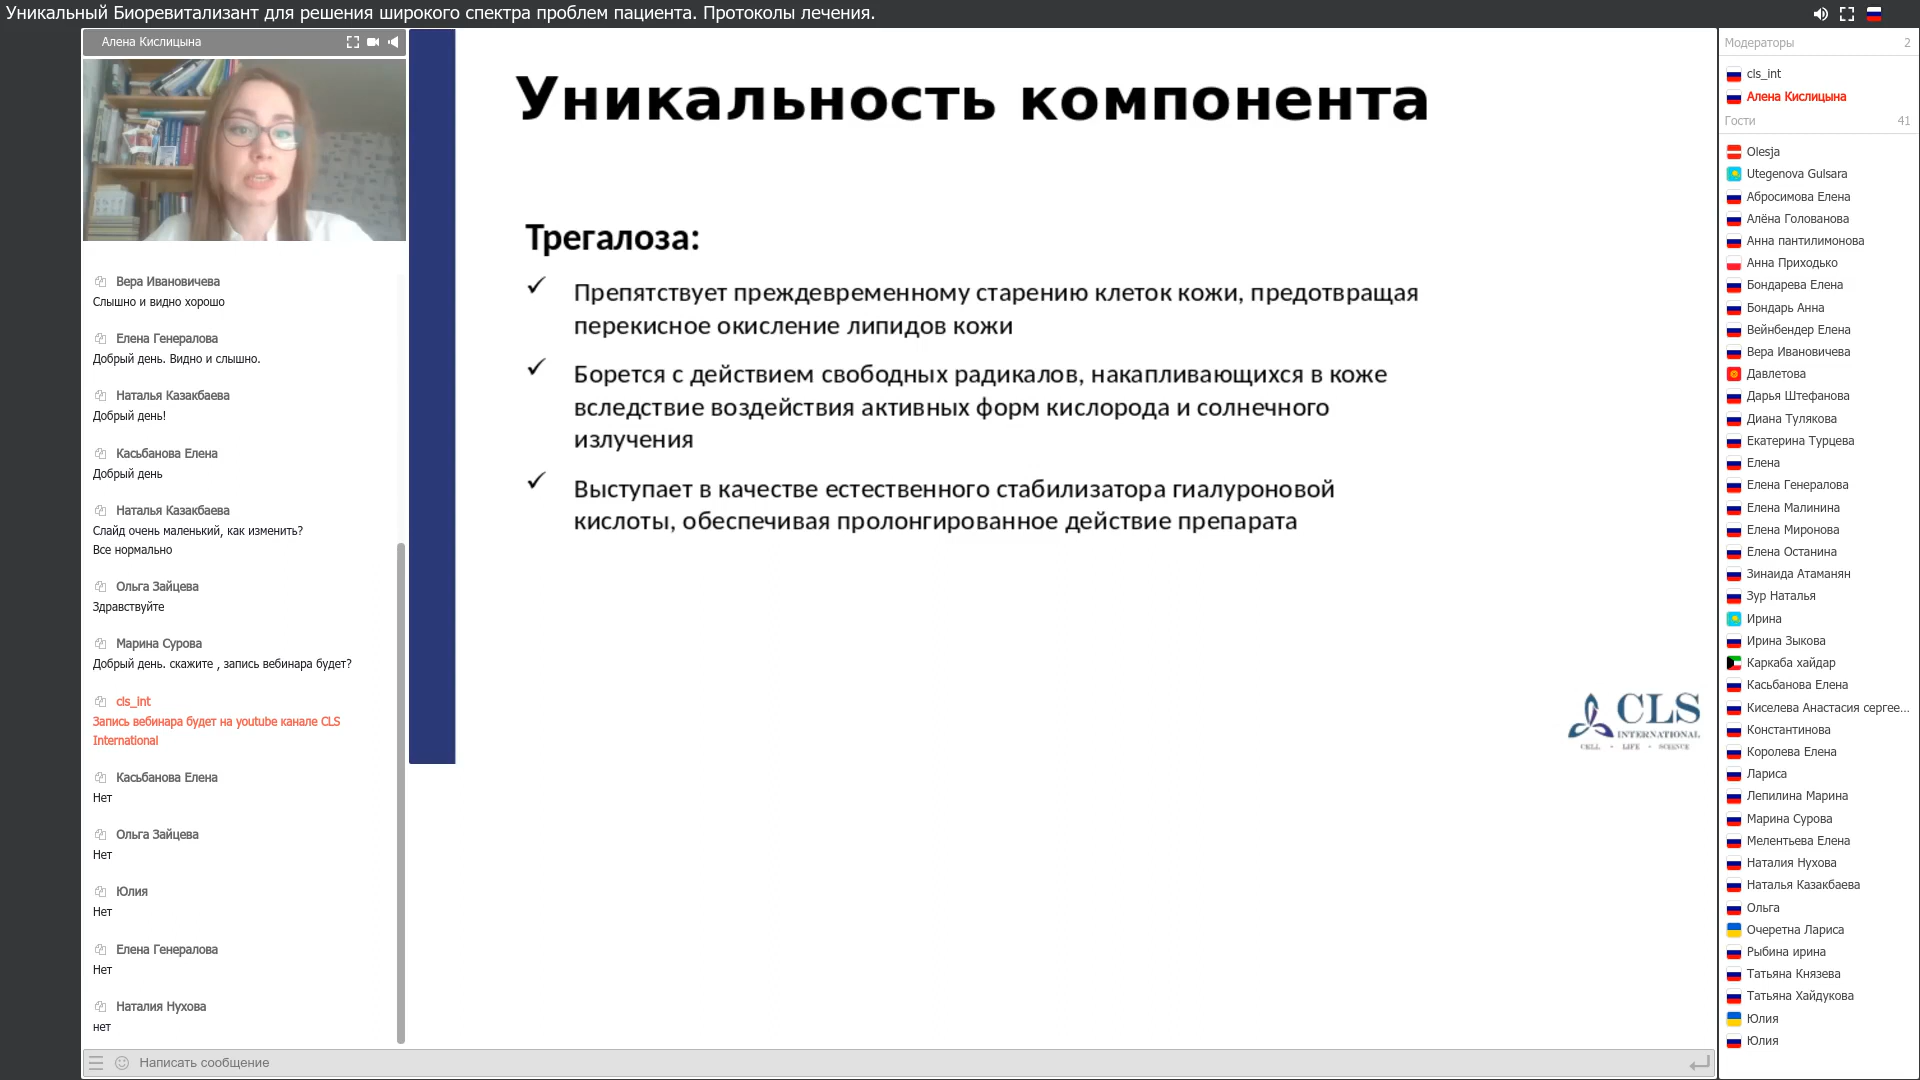 Уникальный Биоревитализант для решения широкого спектра проблем пациента. Протоколы лечения.
Алена Кислицына
Вера Ивановичева
Слышно и видно хорошо
Елена Генералова
Добрый день. Видно и слышно.
Наталья Казакбаева
Добрый день!
Касьбанова Елена
Добрый день
Наталья Казакбаева
Слайд очень маленький, как изменить?
Все нормально
Ольга Зайцева
Здравствуйте
Марина Сурова
Добрый день. скажите , запись вебинара будет?
cls_int
Запись вебинара будет на youtube канале CLS
International
Касьбанова Елена
Нет
Ольга Зайцева
Нет
Юлия
Нет
Елена Генералова
Нет
Наталия Нухова
нет
Написать сообщение
Уникальность компонента
Трегалоза:
✓ Препятствует преждевременному старению клеток кожи, предотвращая
перекисное окисление липидов кожи
✓ Борется с действием свободных радикалов, накапливающихся в коже
вследствие воздействия активных форм кислорода и солнечного
излучения
✓ Выступает в качестве естественного стабилизатора гиалуроновой
кислоты, обеспечивая пролонгированное действие препарата
CLS
INTERNATIONAL
CELL • LIFE • SCIENCE
Модераторы 2
cls_int
Алена Кислицына
Гости 41
Olesja
Utegenova Gulsara
Абросимова Елена
Алёна Голованова
Анна пантилимонова
Анна Приходько
Бондарева Елена
Бондарь Анна
Вейнбендер Елена
Вера Ивановичева
Давлетова
Дарья Штефанова
Диана Тулякова
Екатерина Турцева
Елена
Елена Генералова
Елена Малинина
Елена Миронова
Елена Останина
Зинаида Атаманян
Зур Наталья
Ирина
Ирина Зыкова
Каркаба хайдар
Касьбанова Елена
Киселева Анастасия сергее...
Константинова
Королева Елена
Лариса
Лепилина Марина
Марина Сурова
Мелентьева Елена
Наталия Нухова
Наталья Казакбаева
Ольга
Очеретна Лариса
Рыбина ирина
Татьяна Князева
Татьяна Хайдукова
Юлия
Юлия